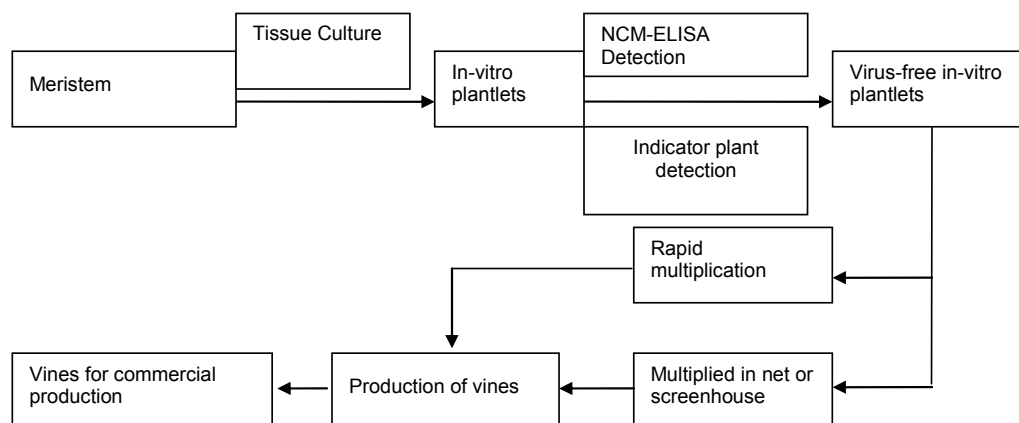 Tissue Culture
NCM-ELISA
Detection
Meristem
In-vitro
plantlets
Virus-free in-vitro
plantlets
Indicator plant
detection
Rapid
multiplication
Vines for commercial
production
Production of vines
Multiplied in net or
screenhouse